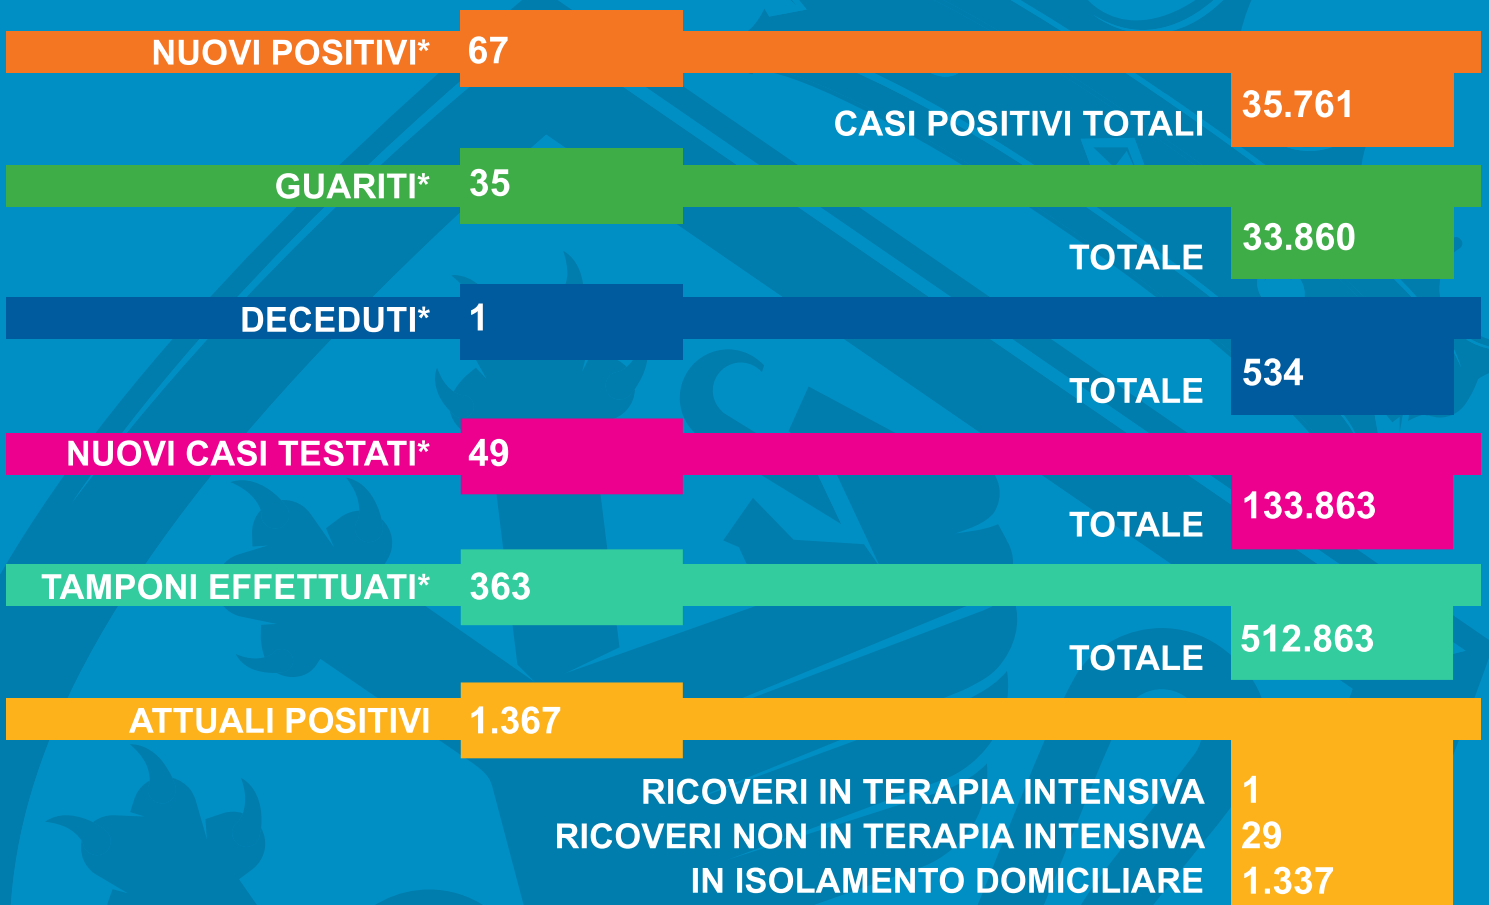 NUOVI POSITIVI* 67
CASI POSITIVI TOTALI 35.761
GUARITI* 35
TOTALE 33.860
DECEDUTI* 1
TOTALE 534
NUOVI CASI TESTATI* 49
TOTALE 133.863
TAMPONI EFFETTUATI* 363
TOTALE 512.863
ATTUALI POSITIVI 1.367
RICOVERI IN TERAPIA INTENSIVA 1
RICOVERI NON IN TERAPIA INTENSIVA 29
IN ISOLAMENTO DOMICILIARE 1.337